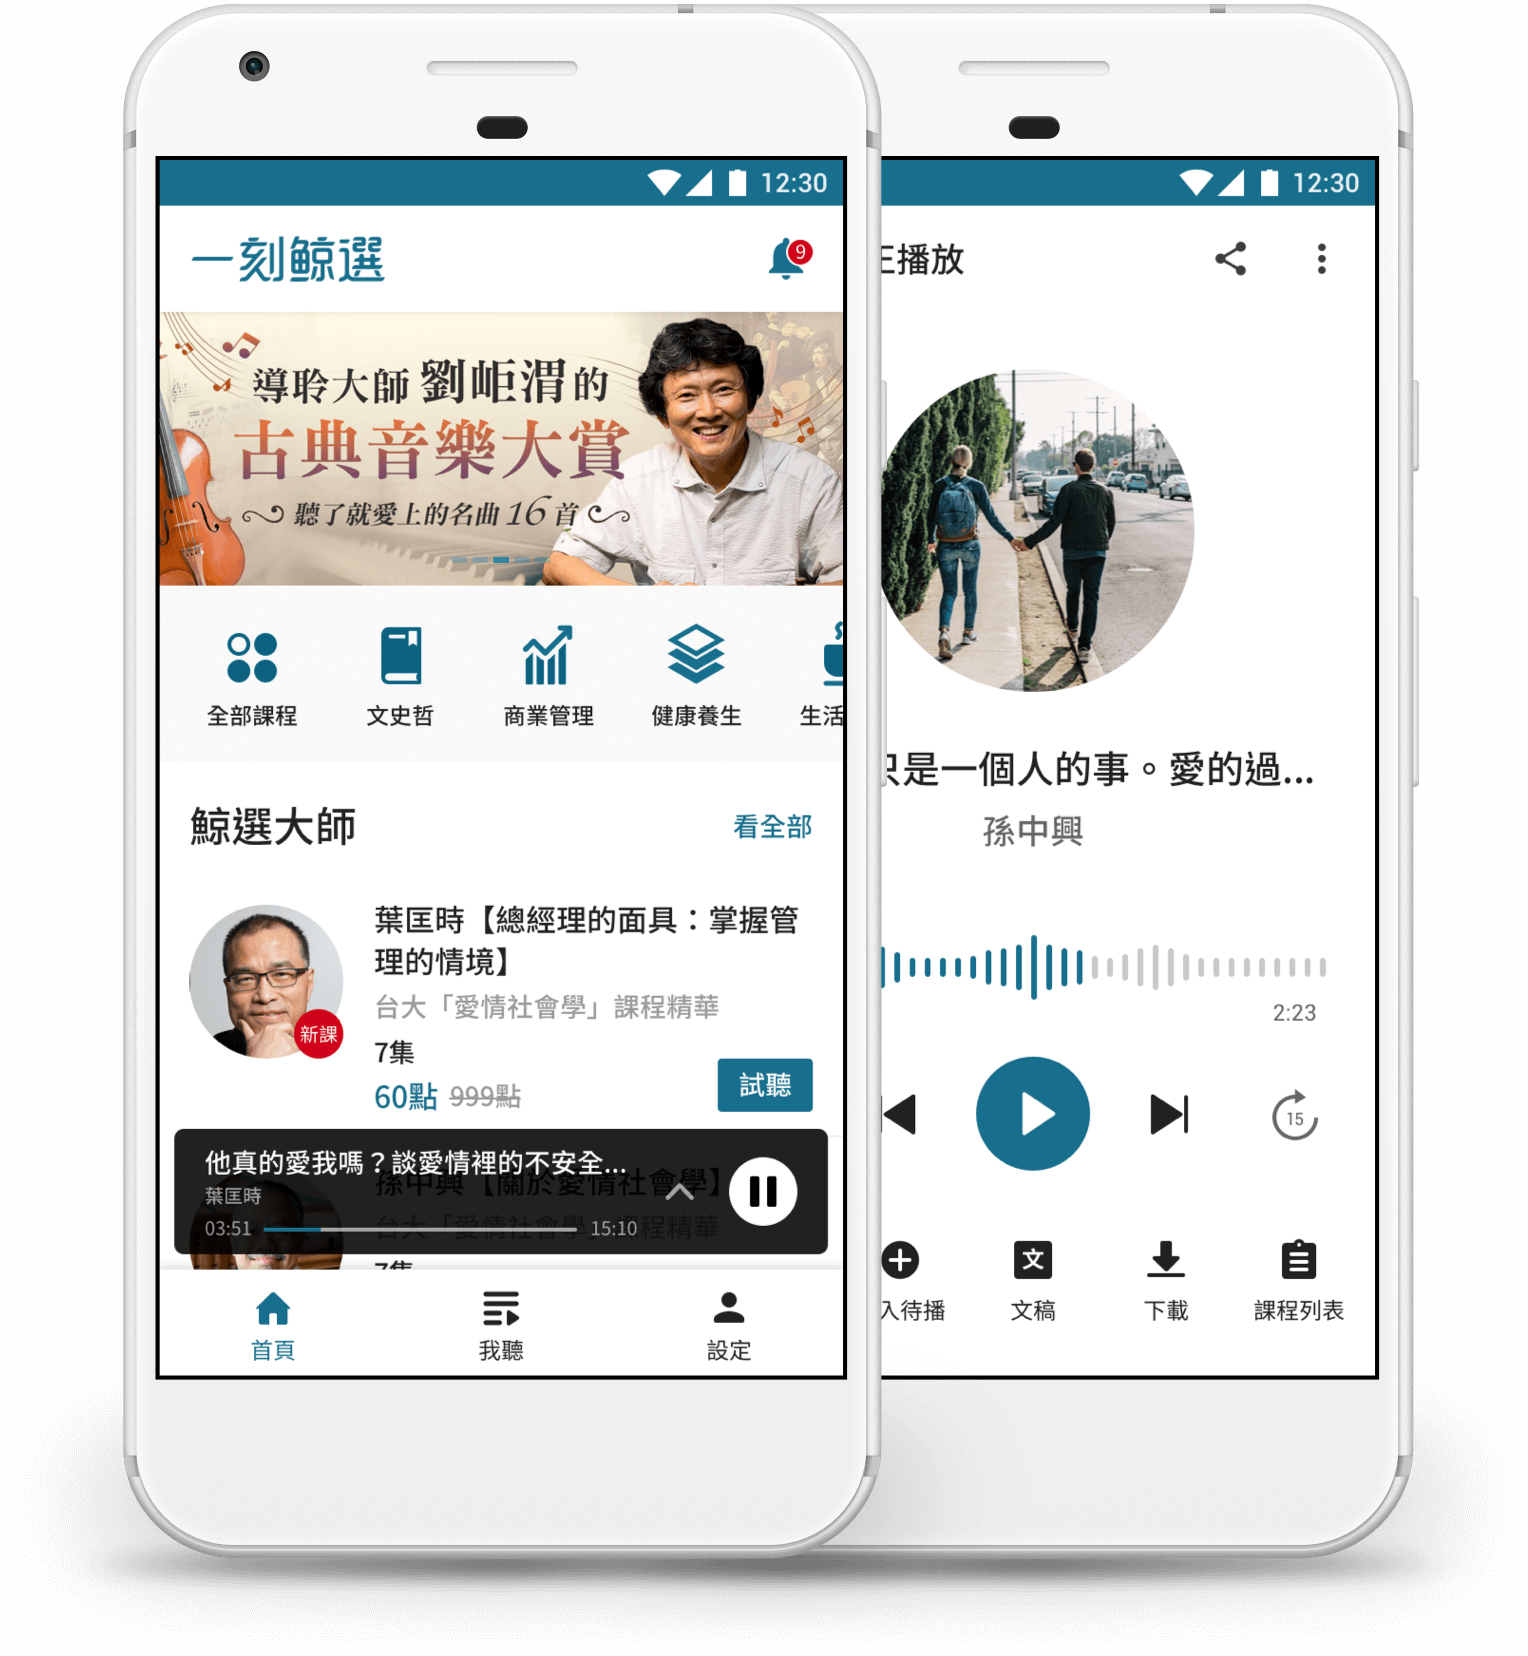 12:30
一刻鯨選
9
導聆大師 劉岠渭的
古典音樂大賞
聽了就愛上的名曲16首
全部課程
文史哲
商業管理
健康養生
生活
鯨選大師
看全部
葉匡時【總經理的面具：掌握管
理的情境】
台大「愛情社會學」課程精華
7集
60點 999點
新課
試聽
他真的愛我嗎？談愛情裡的不安全...
葉匡時
03:51
15:10
孫中興【關於愛情社會學】
台大「愛情社會學」課程精華
7集
首頁
我聽
設定
12:30
正播放
只是一個人的事。愛的過...
孫中興
2:23
15
入待播
文
文稿
下載
課程列表